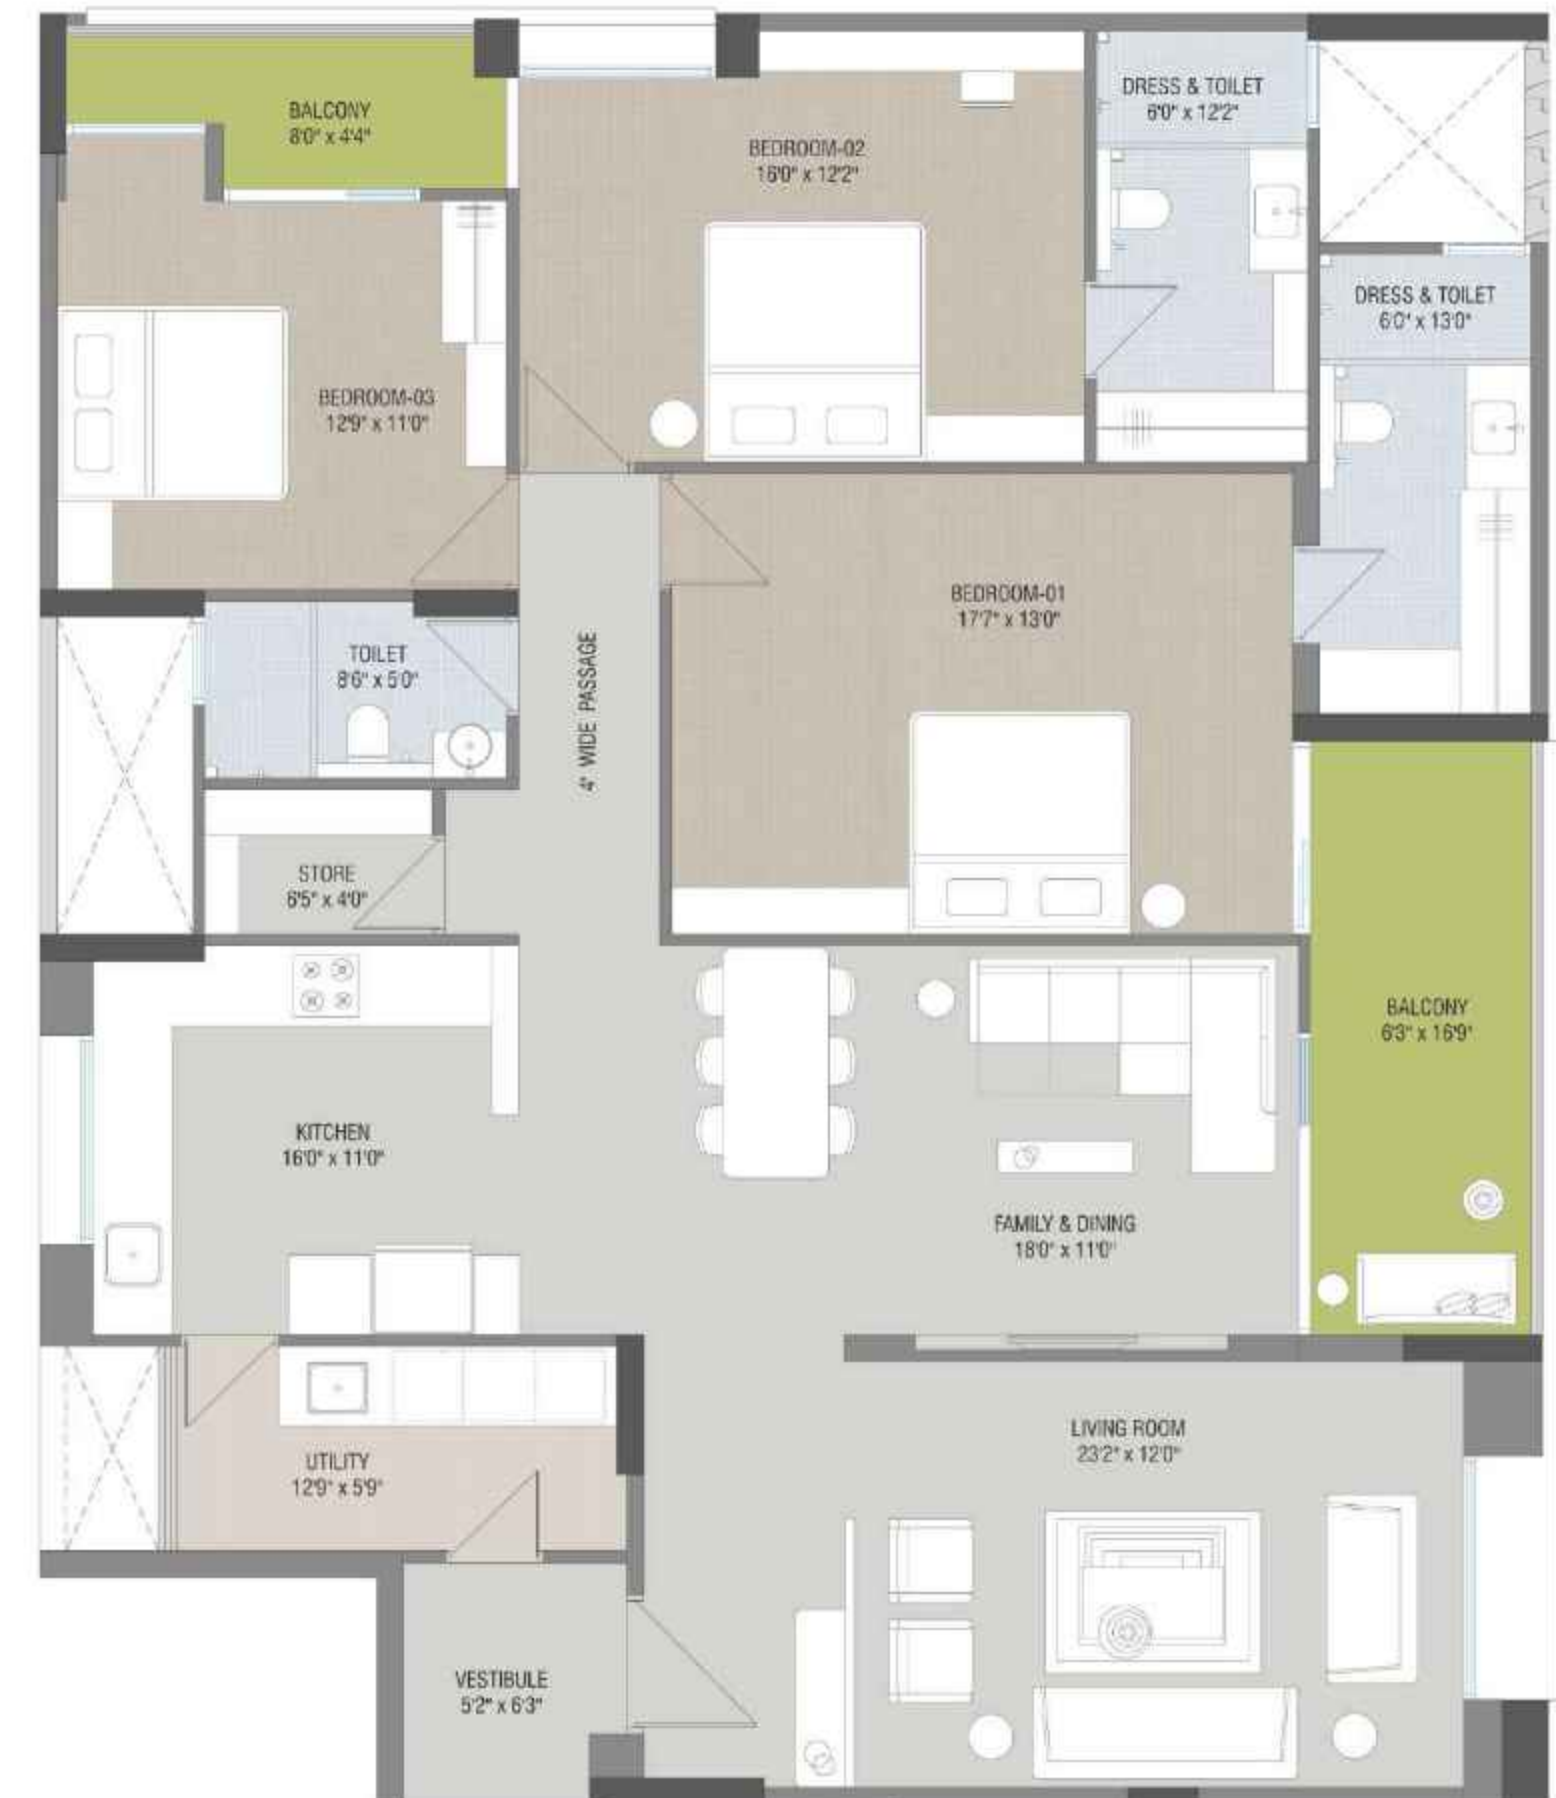 BALCONY
8'0" x 4'4"
BEDROOM-02
16'0" x 12'2"
DRESS & TOILET
6'0" x 12'2"
DRESS & TOILET
6'0" x 13'0"
BEDROOM-03
12'9" x 11'0"
BEDROOM-01
17'7" x 13'0"
TOILET
8'6" x 5'0"
4' WIDE PASSAGE
STORE
6'5" x 4'0"
BALCONY
6'3" x 16'9"
KITCHEN
16'0" x 11'0"
FAMILY & DINING
18'0" x 11'0"
LIVING ROOM
23'2" x 12'0"
UTILITY
12'9" x 5'9"
VESTIBULE
5'2" x 6'3"